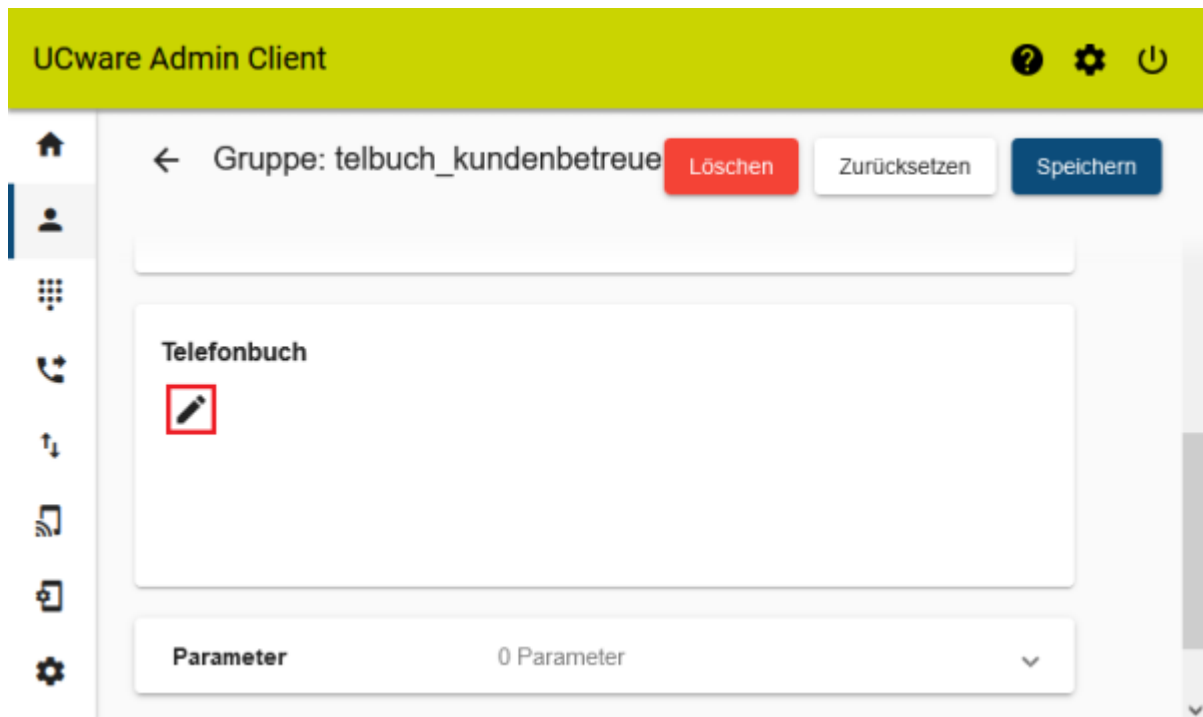 UCware Admin Client
Gruppe: telbuch_kundenbetreue
Löschen
Zurücksetzen
Speichern
Telefonbuch
Parameter 0 Parameter